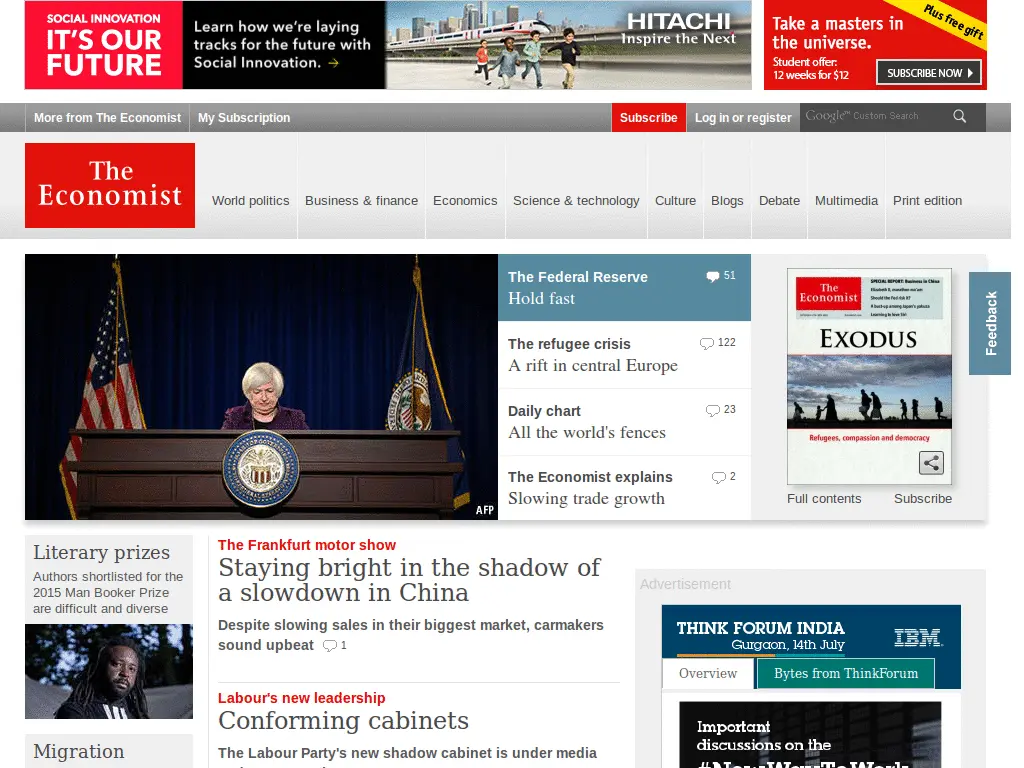 SOCIAL INNOVATION
IT'S OUR
FUTURE
Learn how we're laying
tracks for the future with
Social Innovation. →
HITACHI
Inspire the Next
Take a masters in
the universe.
Student offer:
12 weeks for $12
Plus free gift
SUBSCRIBE NOW
More from The Economist
My Subscription
Subscribe
Log in or register
Google™ Custom Search
The
Economist
World politics
Business & finance
Economics
Science & technology
Culture
Blogs
Debate
Multimedia
Print edition
AFP
The Federal Reserve
51
Hold fast
The refugee crisis
122
A rift in central Europe
Daily chart
23
All the world's fences
The Economist explains
2
Slowing trade growth
The
Economist
SPECIAL REPORT: Business in China
EXODUS
Refugees, compassion and democracy
Full contents
Subscribe
Feedback
Literary prizes
Authors shortlisted for the
2015 Man Booker Prize
are difficult and diverse
Migration
The Frankfurt motor show
Staying bright in the shadow of
a slowdown in China
Despite slowing sales in their biggest market, carmakers
sound upbeat 1
Labour's new leadership
Conforming cabinets
The Labour Party's new shadow cabinet is under media
Advertisement
THINK FORUM INDIA
Gurgaon, 14th July
IBM
Overview
Bytes from ThinkForum
Important
discussions on the
#NewWayToWork